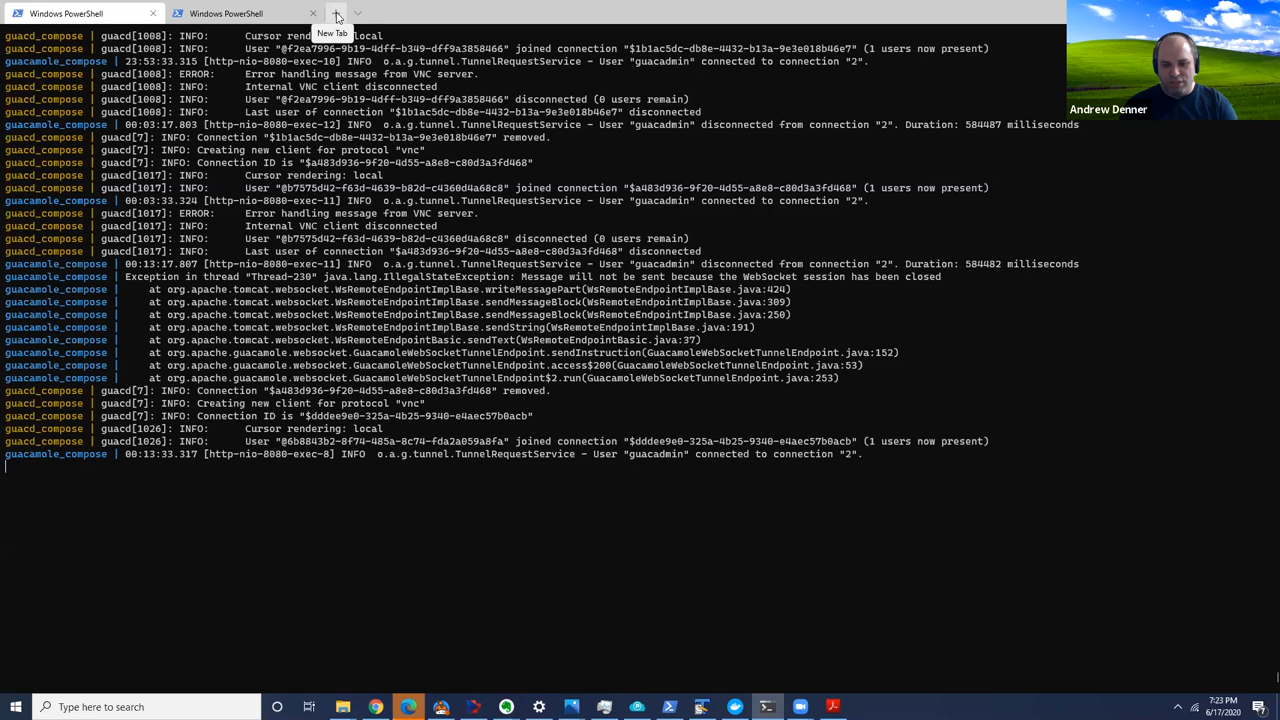 Windows PowerShell
Windows PowerShell
New Tab
guacd_compose | guacd[1008]: INFO: Cursor ren local
guacd_compose | guacd[1008]: INFO: User "@f2ea7996-9b19-4dff-b349-dff9a3858466" joined connection "$1b1ac5dc-db8e-4432-b13a-9e3e018b46e7" (1 users now present)
guacamole_compose | 23:53:33.315 [http-nio-8080-exec-10] INFO o.a.g.tunnel.TunnelRequestService - User "guacadmin" connected to connection "2".
guacd_compose | guacd[1008]: ERROR: Error handling message from VNC server.
guacd_compose | guacd[1008]: INFO: Internal VNC client disconnected
guacd_compose | guacd[1008]: INFO: User "@f2ea7996-9b19-4dff-b349-dff9a3858466" disconnected (0 users remain)
guacd_compose | guacd[1008]: INFO: Last user of connection "$1b1ac5dc-db8e-4432-b13a-9e3e018b46e7" disconnected
guacamole_compose | 00:03:17.803 [http-nio-8080-exec-12] INFO o.a.g.tunnel.TunnelRequestService - User "guacadmin" disconnected from connection "2". Duration: 584487 milliseconds
guacd_compose | guacd[7]: INFO: Connection "$1b1ac5dc-db8e-4432-b13a-9e3e018b46e7" removed.
guacd_compose | guacd[7]: INFO: Creating new client for protocol "vnc"
guacd_compose | guacd[7]: INFO: Connection ID is "$a483d936-9f20-4d55-a8e8-c80d3a3fd468"
guacd_compose | guacd[1017]: INFO: Cursor rendering: local
guacd_compose | guacd[1017]: INFO: User "@b7575d42-f63d-4639-b82d-c4360d4a68c8" joined connection "$a483d936-9f20-4d55-a8e8-c80d3a3fd468" (1 users now present)
guacamole_compose | 00:03:33.324 [http-nio-8080-exec-11] INFO o.a.g.tunnel.TunnelRequestService - User "guacadmin" connected to connection "2".
guacd_compose | guacd[1017]: ERROR: Error handling message from VNC server.
guacd_compose | guacd[1017]: INFO: Internal VNC client disconnected
guacd_compose | guacd[1017]: INFO: User "@b7575d42-f63d-4639-b82d-c4360d4a68c8" disconnected (0 users remain)
guacd_compose | guacd[1017]: INFO: Last user of connection "$a483d936-9f20-4d55-a8e8-c80d3a3fd468" disconnected
guacamole_compose | 00:13:17.807 [http-nio-8080-exec-11] INFO o.a.g.tunnel.TunnelRequestService - User "guacadmin" disconnected from connection "2". Duration: 584482 milliseconds
guacamole_compose | Exception in thread "Thread-230" java.lang.IllegalStateException: Message will not be sent because the WebSocket session has been closed
guacamole_compose | at org.apache.tomcat.websocket.WsRemoteEndpointImplBase.writeMessagePart(WsRemoteEndpointImplBase.java:424)
guacamole_compose | at org.apache.tomcat.websocket.WsRemoteEndpointImplBase.sendMessageBlock(WsRemoteEndpointImplBase.java:309)
guacamole_compose | at org.apache.tomcat.websocket.WsRemoteEndpointImplBase.sendMessageBlock(WsRemoteEndpointImplBase.java:250)
guacamole_compose | at org.apache.tomcat.websocket.WsRemoteEndpointImplBase.sendString(WsRemoteEndpointImplBase.java:191)
guacamole_compose | at org.apache.tomcat.websocket.WsRemoteEndpointBasic.sendText(WsRemoteEndpointBasic.java:37)
guacamole_compose | at org.apache.guacamole.websocket.GuacamoleWebSocketTunnelEndpoint.sendInstruction(GuacamoleWebSocketTunnelEndpoint.java:152)
guacamole_compose | at org.apache.guacamole.websocket.GuacamoleWebSocketTunnelEndpoint.access$200(GuacamoleWebSocketTunnelEndpoint.java:53)
guacamole_compose | at org.apache.guacamole.websocket.GuacamoleWebSocketTunnelEndpoint$2.run(GuacamoleWebSocketTunnelEndpoint.java:253)
guacd_compose | guacd[7]: INFO: Connection "$a483d936-9f20-4d55-a8e8-c80d3a3fd468" removed.
guacd_compose | guacd[7]: INFO: Creating new client for protocol "vnc"
guacd_compose | guacd[7]: INFO: Connection ID is "$dddee9e0-325a-4b25-9340-e4aec57b0acb"
guacd_compose | guacd[1026]: INFO: Cursor rendering: local
guacd_compose | guacd[1026]: INFO: User "@6b8843b2-8f74-485a-8c74-fda2a059a8fa" joined connection "$dddee9e0-325a-4b25-9340-e4aec57b0acb" (1 users now present)
guacamole_compose | 00:13:33.317 [http-nio-8080-exec-8] INFO o.a.g.tunnel.TunnelRequestService - User "guacadmin" connected to connection "2".
Andrew Denner
Type here to search
7:23 PM
6/17/2020
7